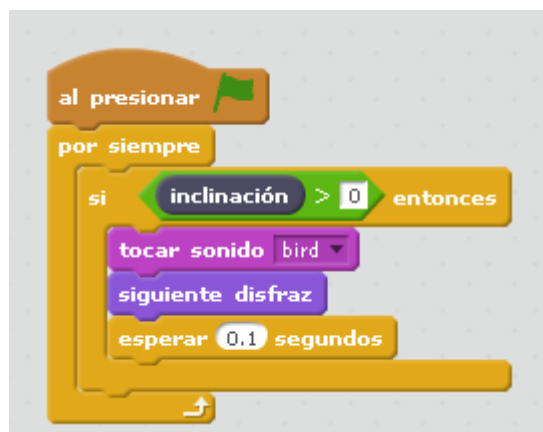 al presionar
por siempre
si inclinación > 0 entonces
tocar sonido bird
siguiente disfraz
esperar 0.1 segundos